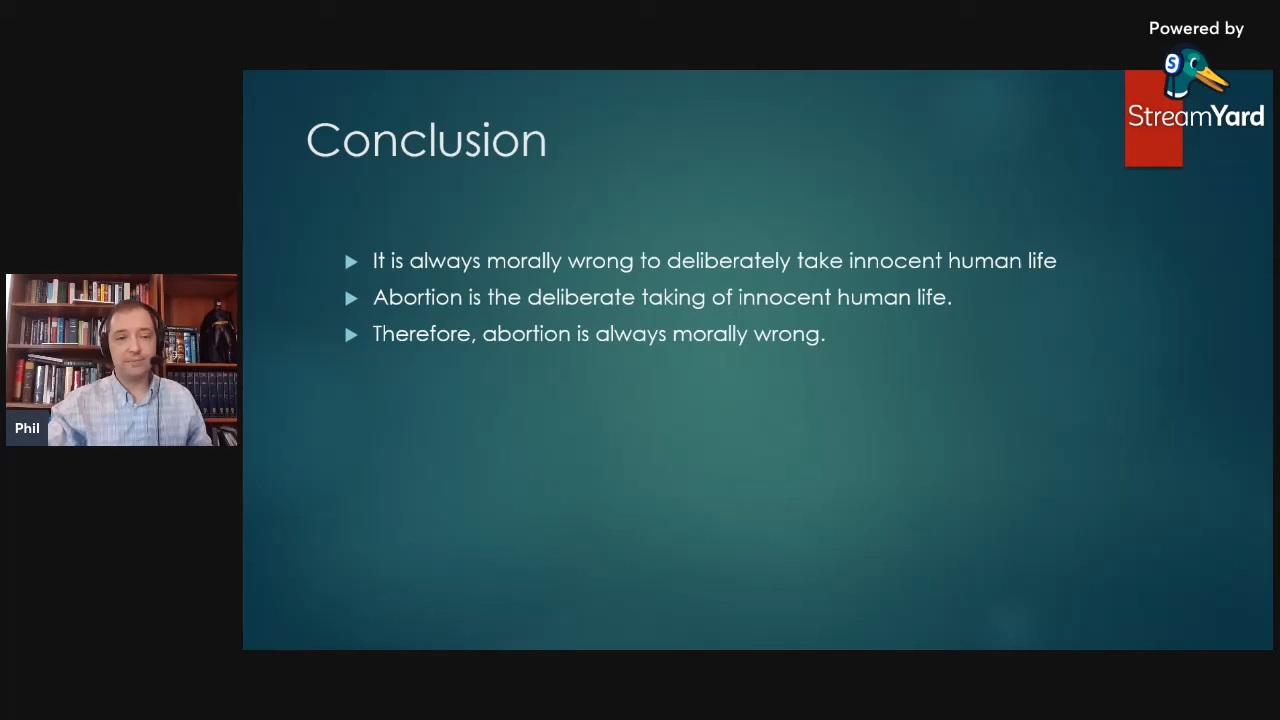 Powered by
S
StreamYard
Conclusion
It is always morally wrong to deliberately take innocent human life
Abortion is the deliberate taking of innocent human life.
Therefore, abortion is always morally wrong.
Phil